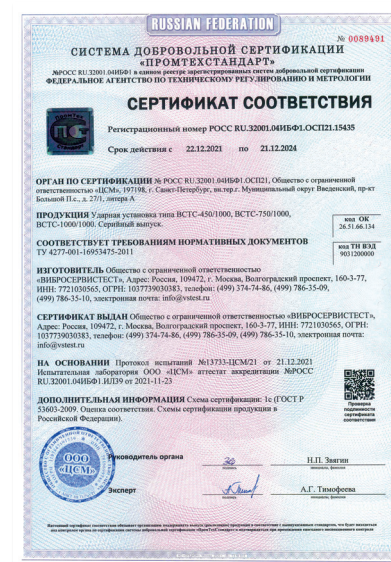 RUSSIAN FEDERATION
№ 0089491
СИСТЕМА ДОБРОВОЛЬНОЙ СЕРТИФИКАЦИИ
«ПРОМТЕХСТАНДАРТ»
№РОСС RU.32001.04ИБФ1 в едином реестре зарегистрированных систем добровольной сертификации
ФЕДЕРАЛЬНОЕ АГЕНТСТВО ПО ТЕХНИЧЕСКОМУ РЕГУЛИРОВАНИЮ И МЕТРОЛОГИИ
СЕРТИФИКАТ СООТВЕТСТВИЯ
Регистрационный номер РОСС RU.32001.04ИБФ1.ОСП21.15435
Срок действия с 22.12.2021 по 21.12.2024
ОРГАН ПО СЕРТИФИКАЦИИ № РОСС RU.32001.04ИБФ1.ОСП21, Общество с ограниченной
ответственностью «ЦСМ», 197198, г. Санкт-Петербург, вн.тер.г. Муниципальный округ Введенский, пр-кт
Большой П.с., д. 27/1, литера А
ПРОДУКЦИЯ Ударная установка типа ВСТС-450/1000, ВСТС-750/1000,
ВСТС-1000/1000. Серийный выпуск.
код ОК
26.51.66.134
СООТВЕТСТВУЕТ ТРЕБОВАНИЯМ НОРМАТИВНЫХ ДОКУМЕНТОВ
ТУ 4277-001-16953475-2011
код ТН ВЭД
9031200000
ИЗГОТОВИТЕЛЬ Общество с ограниченной ответственностью
«ВИБРОСЕРВИСТЕСТ», Адрес: Россия, 109472, г. Москва, Волгоградский проспект, 160-3-77,
ИНН: 7721030565, ОГРН: 1037739030383, телефон: (499) 374-74-86, (499) 786-35-09,
(499) 786-35-10, электронная почта: info@vstest.ru
СЕРТИФИКАТ ВЫДАН Общество с ограниченной ответственностью «ВИБРОСЕРВИСТЕСТ»,
Адрес: Россия, 109472, г. Москва, Волгоградский проспект, 160-3-77, ИНН: 7721030565, ОГРН:
1037739030383, телефон: (499) 374-74-86, (499) 786-35-09, (499) 786-35-10, электронная почта:
info@vstest.ru
НА ОСНОВАНИИ Протокол испытаний №13733-ЦСМ/21 от 21.12.2021
Испытательная лаборатория ООО «ЦСМ» аттестат аккредитации №РОСС
RU.32001.04ИБФ1.ИЛ39 от 2021-11-23
ДОПОЛНИТЕЛЬНАЯ ИНФОРМАЦИЯ Схема сертификации: 1с (ГОСТ Р
53603-2009. Оценка соответствия. Схемы сертификации продукции в
Российской Федерации).
Проверка
подлинности
сертификата
соответствия
ООО
«ЦСМ»
Руководитель органа
Н.П. Звягин
Эксперт
А.Г. Тимофеева